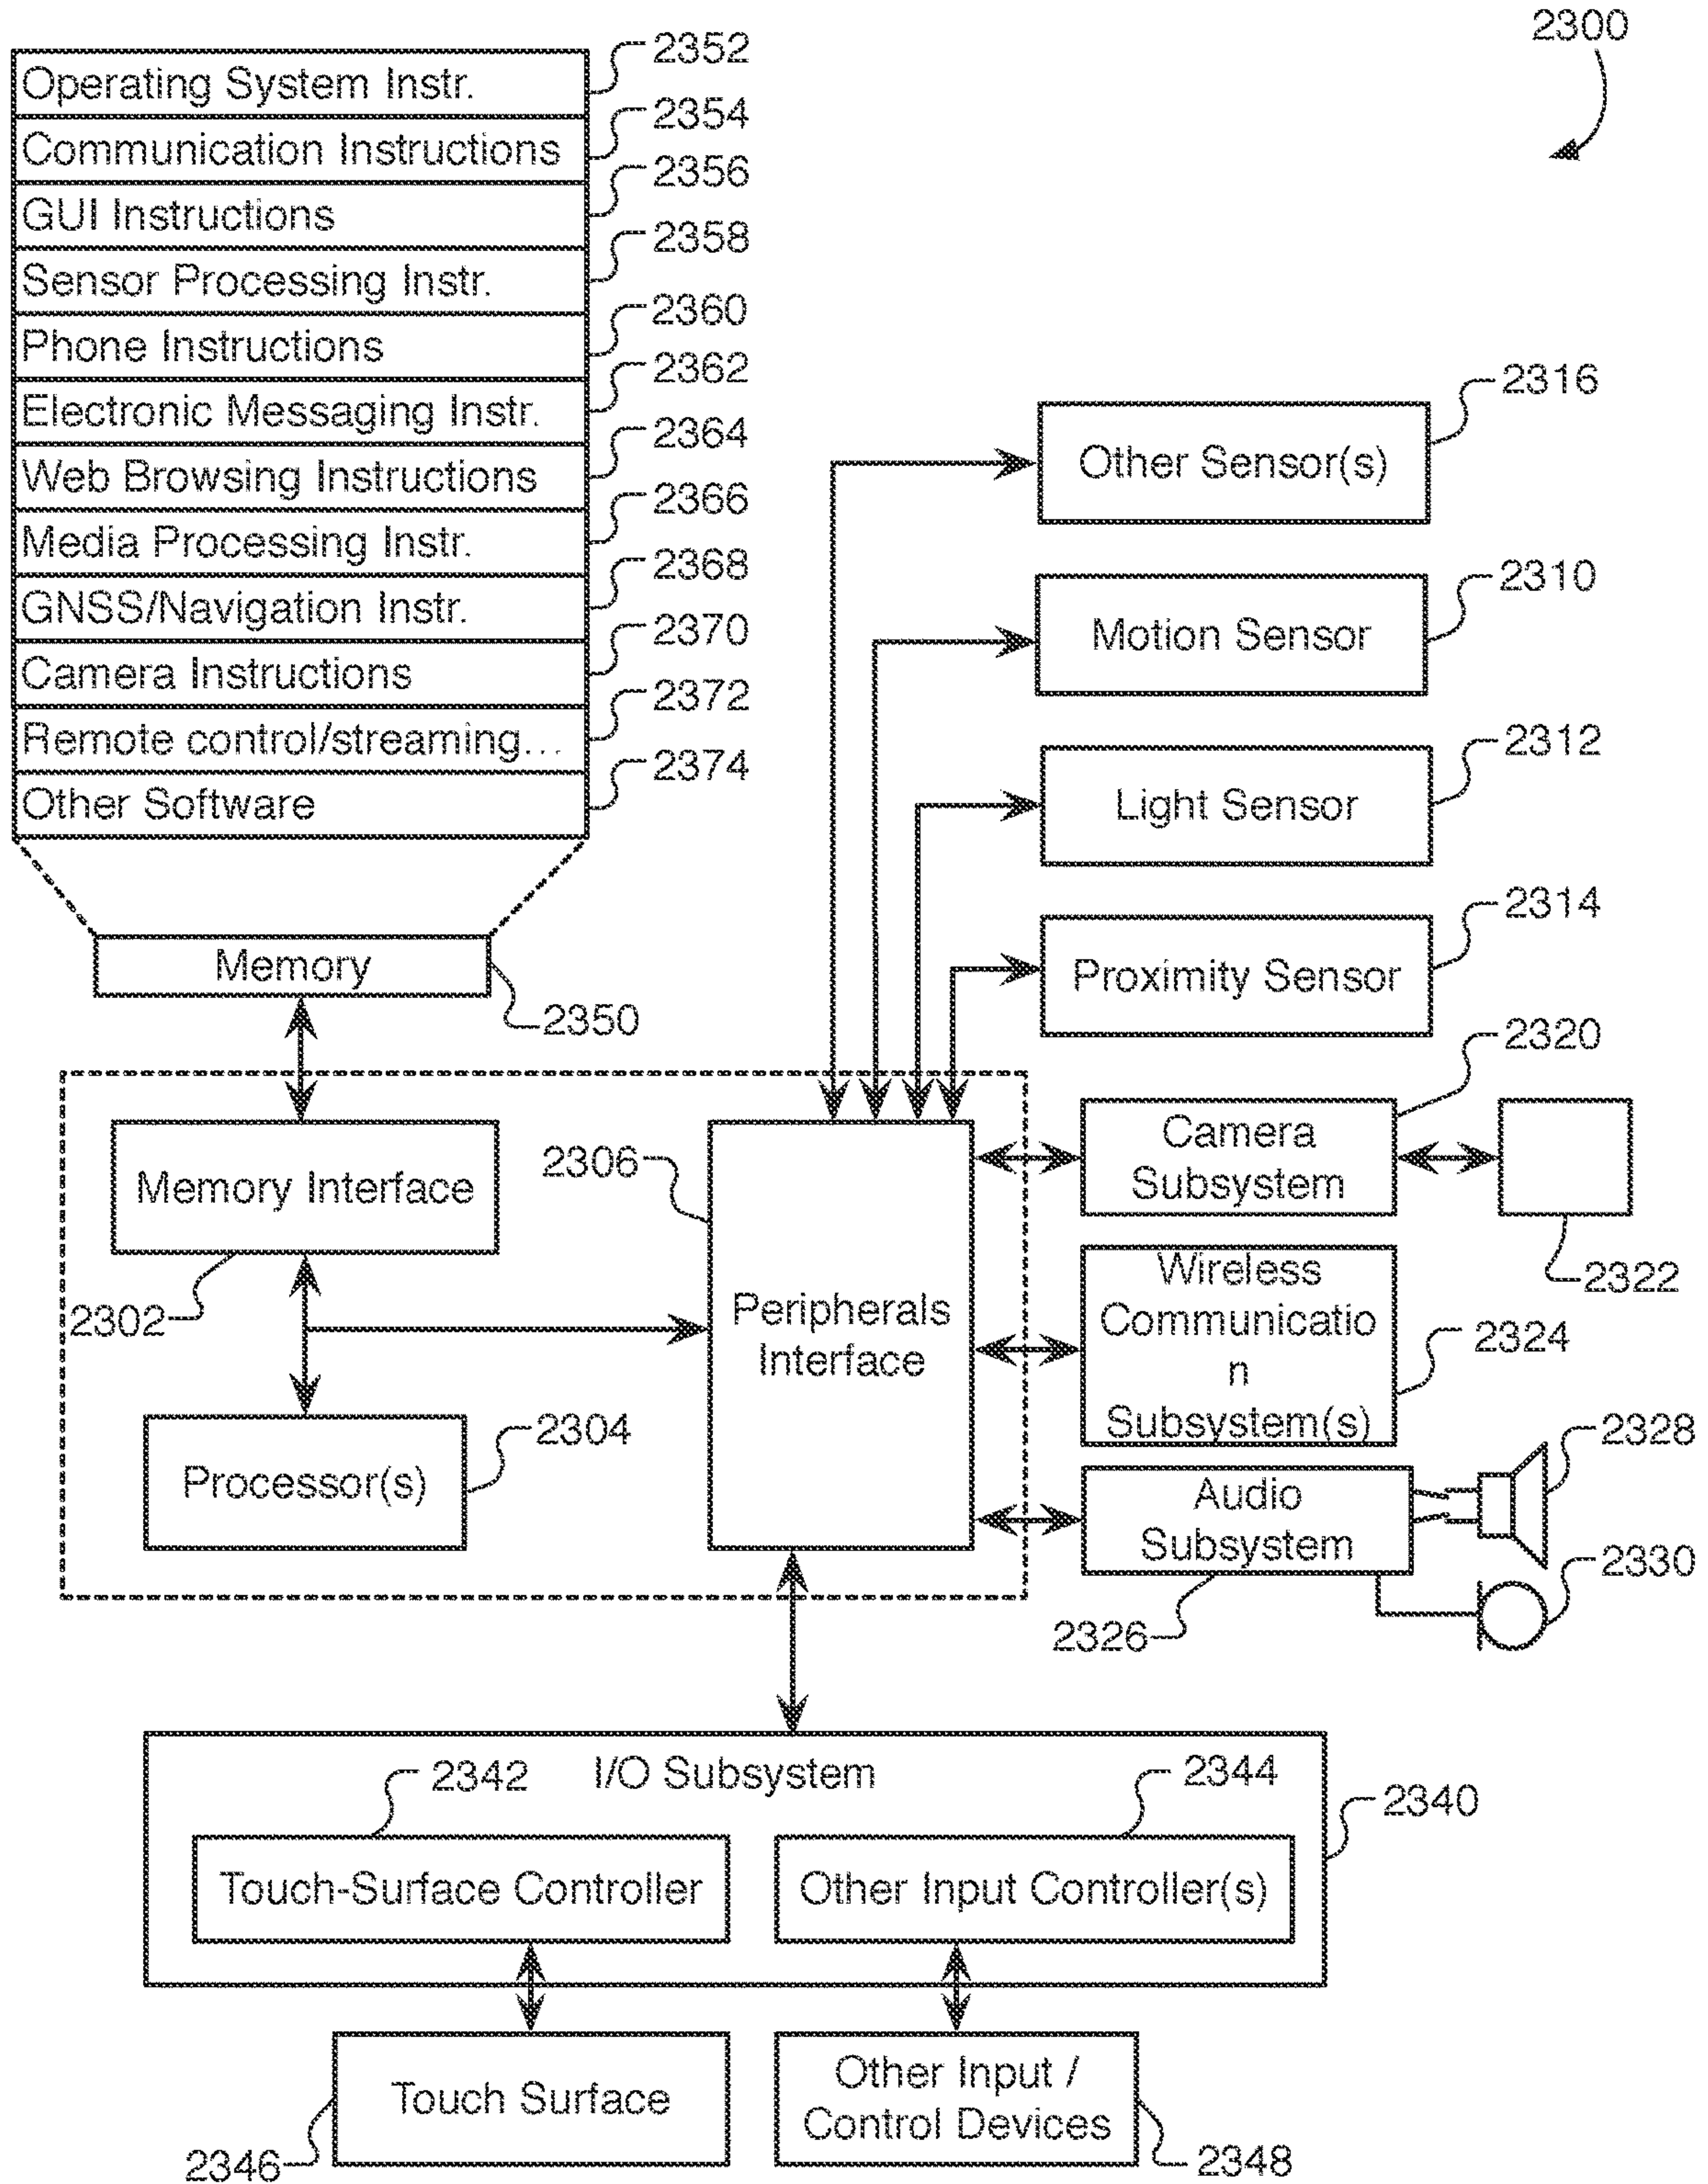 2300
2352
Operating System Instr.
2354
Communication Instructions
2356
GUI Instructions
2358
Sensor Processing Instr.
2360
Phone Instructions
2362
Electronic Messaging Instr.
2364
Web Browsing Instructions
2366
Media Processing Instr.
2368
GNSS/Navigation Instr.
2370
Camera Instructions
2372
Remote control/streaming...
2374
Other Software
Memory
2350
2316
Other Sensor(s)
2310
Motion Sensor
2312
Light Sensor
2314
Proximity Sensor
2320
Camera
Subsystem
2322
Memory Interface
2302
2306
Peripherals
Interface
Wireless
Communicatio
n
Subsystem(s)
2324
2304
Processor(s)
2328
Audio
Subsystem
2330
2326
I/O Subsystem
2342
2344
2340
Touch-Surface Controller
Other Input Controller(s)
Touch Surface
2346
Other Input /
Control Devices
2348